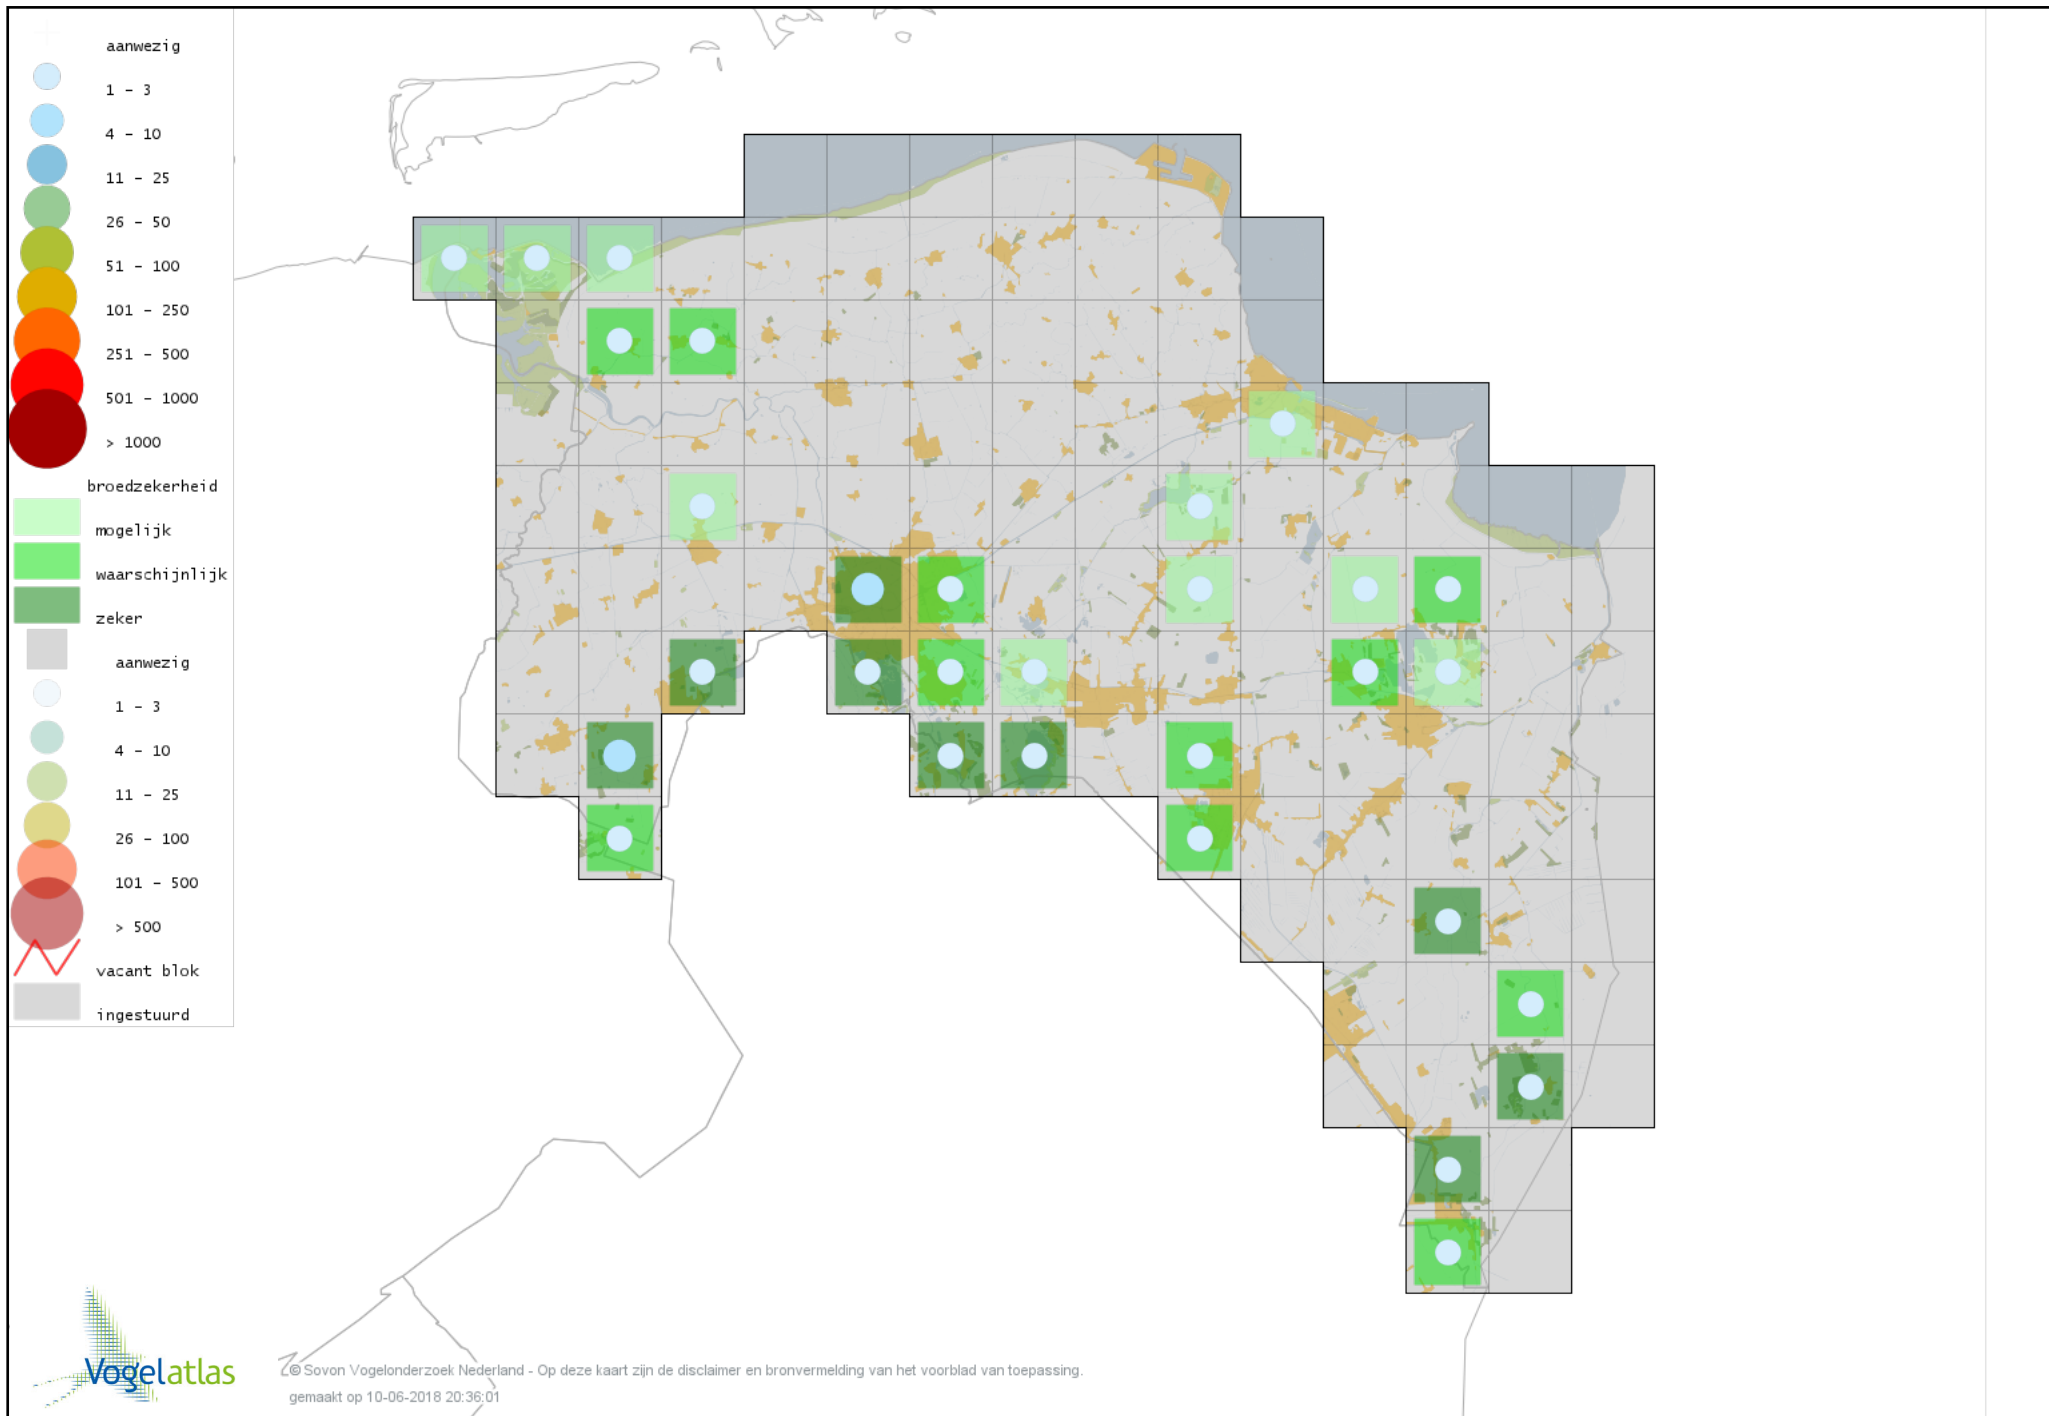 aanwezig
1 - 3
4 - 10
11 - 25
26 - 50
51 - 100
101 - 250
251 - 500
501 - 1000
> 1000
broedzekerheid
mogelijk
waarschijnlijk
zeker
aanwezig
1 - 3
4 - 10
11 - 25
26 - 100
101 - 500
> 500
vacant blok
ingestuurd
Vogelatlas
© Sovon Vogelonderzoek Nederland - Op deze kaart zijn de disclaimer en bronvermelding van het voorblad van toepassing.
gemaakt op 10-06-2018 20:36:01